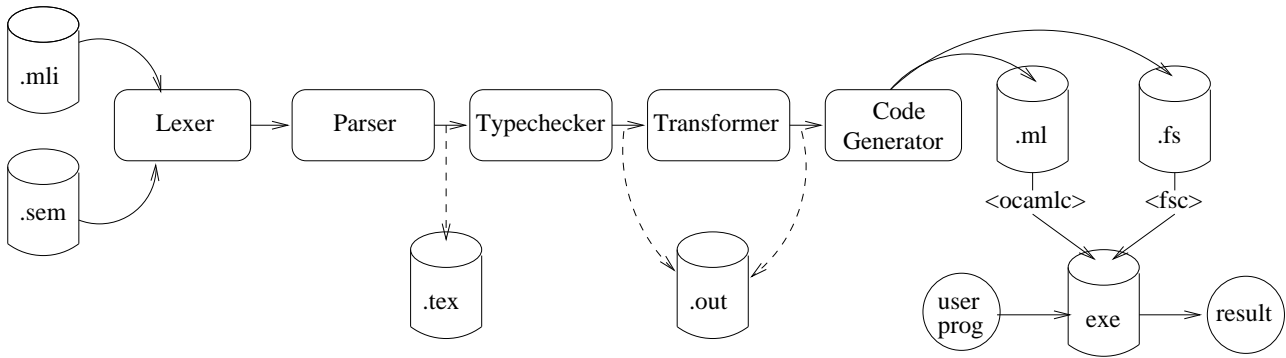 .mli
.sem
Lexer
Parser
Typechecker
Transformer
Code
Generator
.ml
.fs
<ocamlc>
<fsc>
.tex
.out
user
prog
exe
result